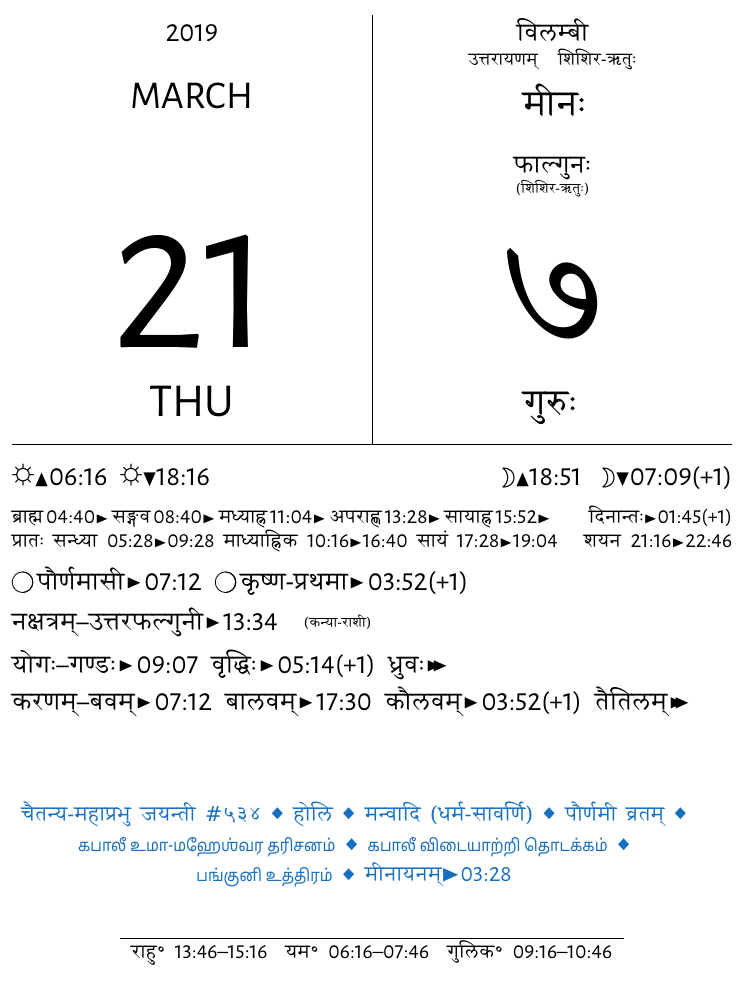 2019
MARCH
21
THU
विलम्बी
उत्तरायणम् शिशिर-ऋतुः
मीनः
फाल्गुनः
(शिशिर-ऋतुः)
७
गुरुः
☼▲06:16 ☼▼18:16 ☽▲18:51 ☽▼07:09(+1)
ब्राह्म 04:40► सङ्गव 08:40► मध्याह्न 11:04► अपराह्ण 13:28► सायाह्न 15:52► दिनान्तः►01:45(+1)
प्रातः सन्ध्या 05:28►09:28 माध्याह्निक 10:16►16:40 सायं 17:28►19:04 शयन 21:16►22:46
◯पौर्णमासी►07:12 ◯कृष्ण-प्रथमा►03:52(+1)
नक्षत्रम्–उत्तरफल्गुनी►13:34 (कन्या-राशी)
योगः–गण्डः►09:07 वृद्धिः►05:14(+1) ध्रुवः►►
करणम्–बवम्►07:12 बालवम्►17:30 कौलवम्►03:52(+1) तैतिलम्►►
चैतन्य-महाप्रभु जयन्ती #५३४ ◆ होलि ◆ मन्वादि (धर्म-सावर्णि) ◆ पौर्णमी व्रतम् ◆
கபாலீ உமா-மஹேஶ்வர தரிசனம் ◆ கபாலீ விடையாற்றி தொடக்கம் ◆
பங்குனி உத்திரம் ◆ मीनायनम्►03:28
राहु॰ 13:46–15:16 यम॰ 06:16–07:46 गुलिक॰ 09:16–10:46